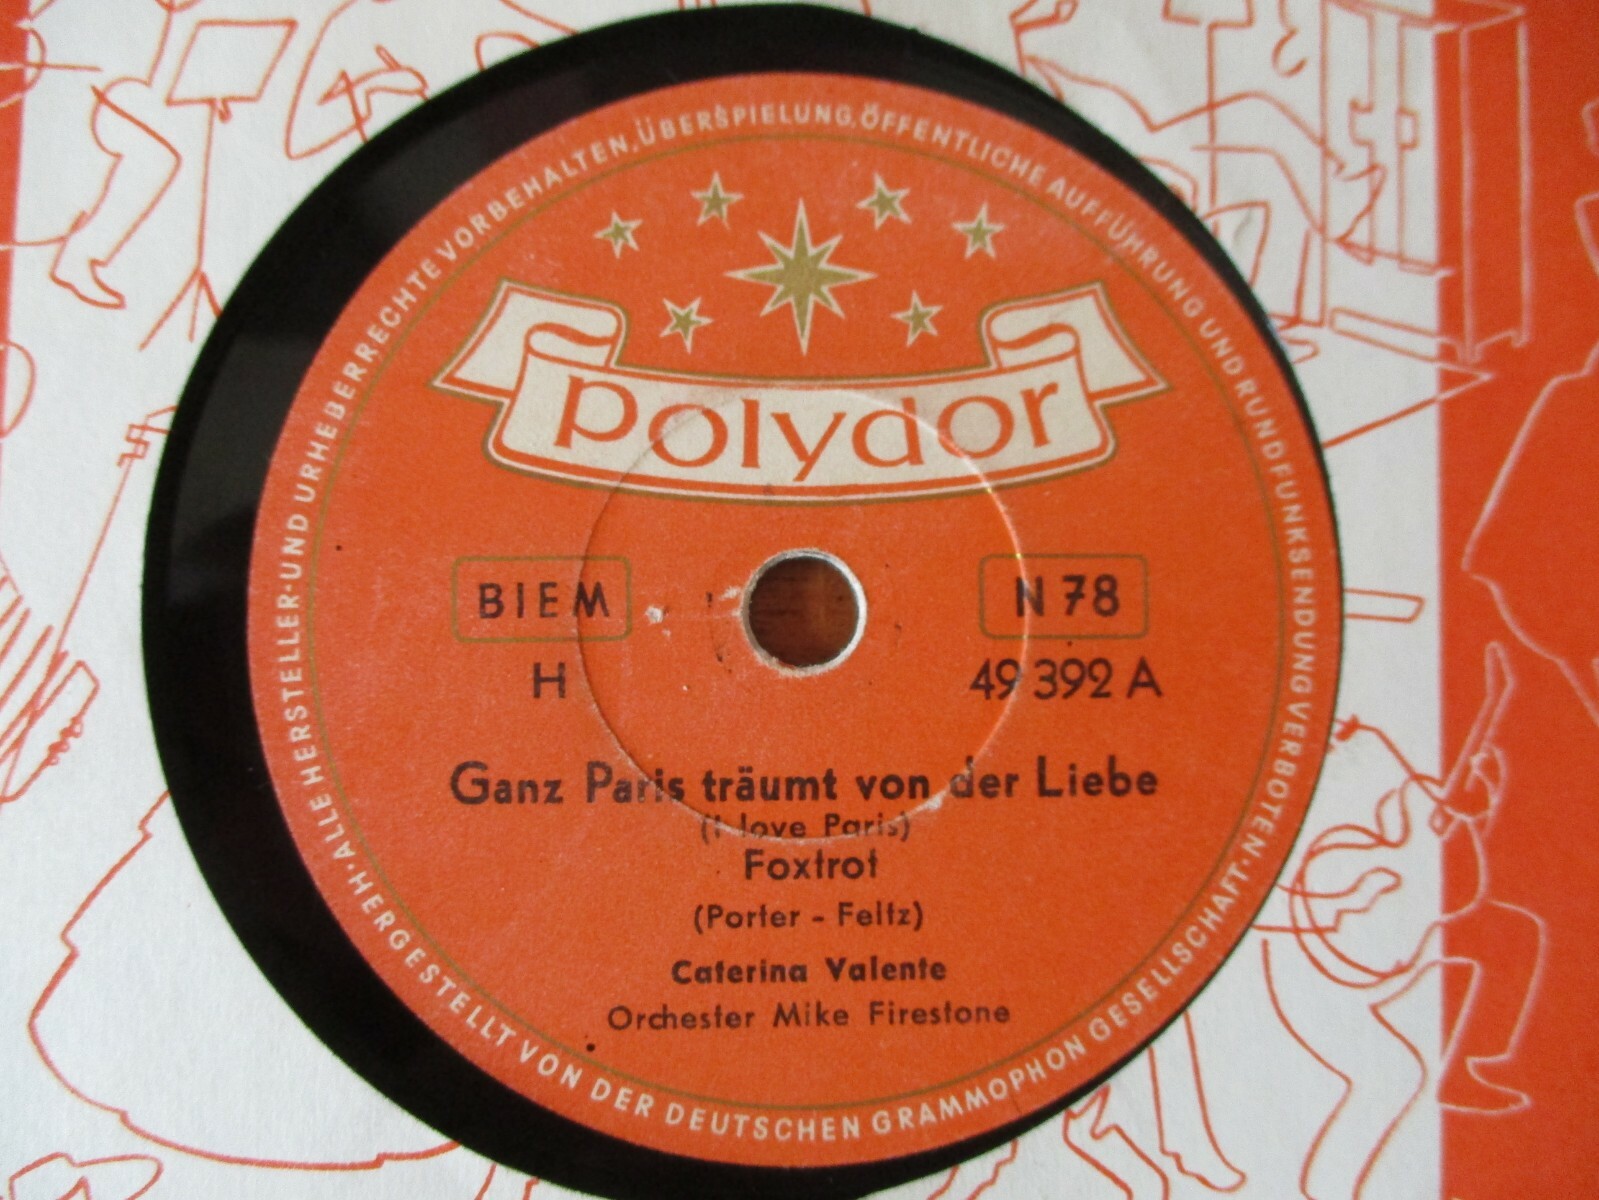 ·ALLE HERSTELLER-UND URHEBERRECHTE VORBEHALTEN, ÜBERSPIELUNG, ÖFFENTLICHE AUFFÜHRUNG UND RUNDFUNKSENDUNG VERBOTEN·
polydor
BIEM
N 78
H
49 392 A
Ganz Paris träumt von der Liebe
(I love Paris)
Foxtrot
(Porter - Feltz)
Caterina Valente
Orchester Mike Firestone
HERGESTELLT VON DER DEUTSCHEN GRAMMOPHON GESELLSCHAFT